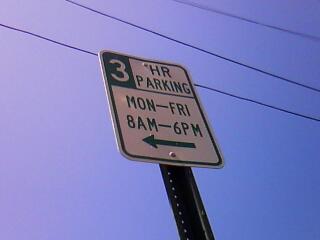 3 HR
PARKING
MON-FRI
8AM-6PM